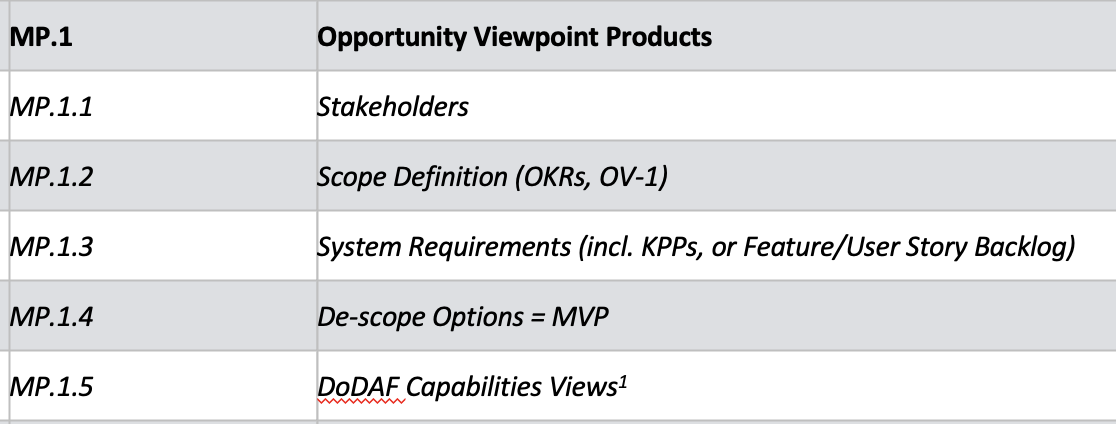 MP.1 Opportunity Viewpoint Products
MP.1.1 Stakeholders
MP.1.2 Scope Definition (OKRs, OV-1)
MP.1.3 System Requirements (incl. KPPs, or Feature/User Story Backlog)
MP.1.4 De-scope Options = MVP
MP.1.5 DoDAF Capabilities Views¹